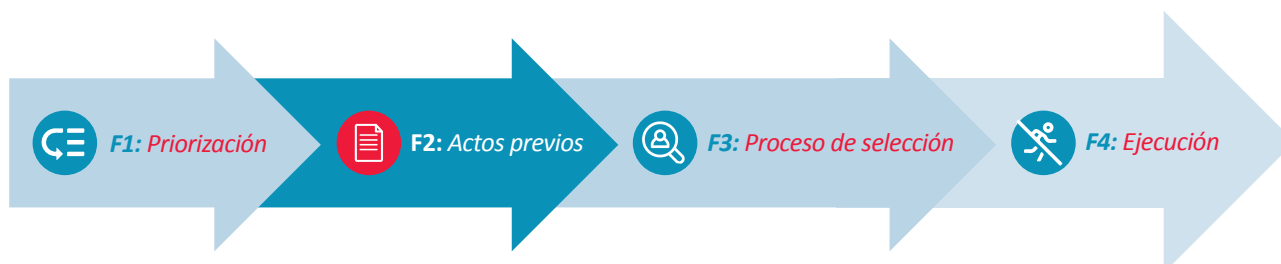 F1: Priorización
F2: Actos previos
F3: Proceso de selección
F4: Ejecución